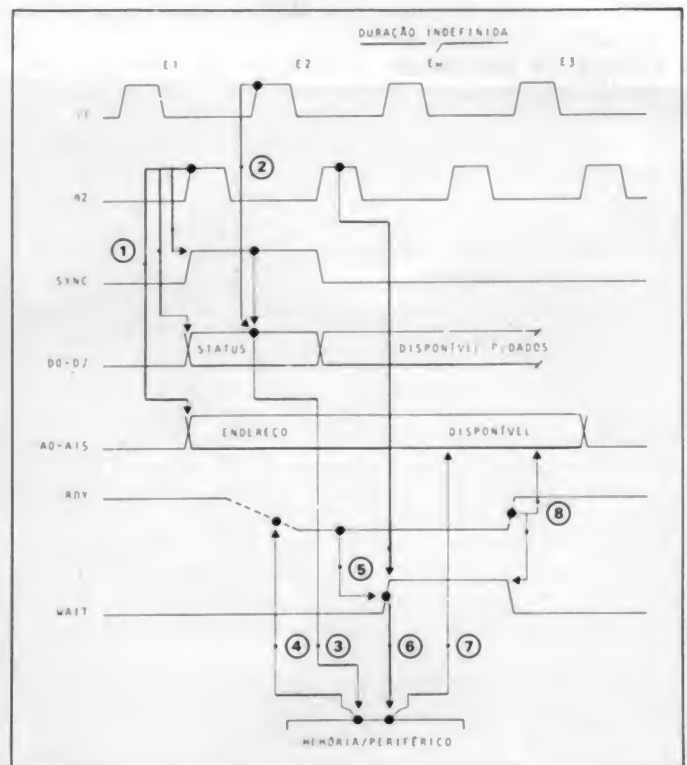 DURAÇÃO INDEFINIDA
E1 E2 Ew E3
②
①
SYNC
STATUS DISPONÍVEL P/DADOS
D0-D7
ENDEREÇO DISPONÍVEL
A0-A15
RDY
⑧
⑤
WAIT
④ ③ ⑥ ⑦
MEMÓRIA/PERIFÉRICO